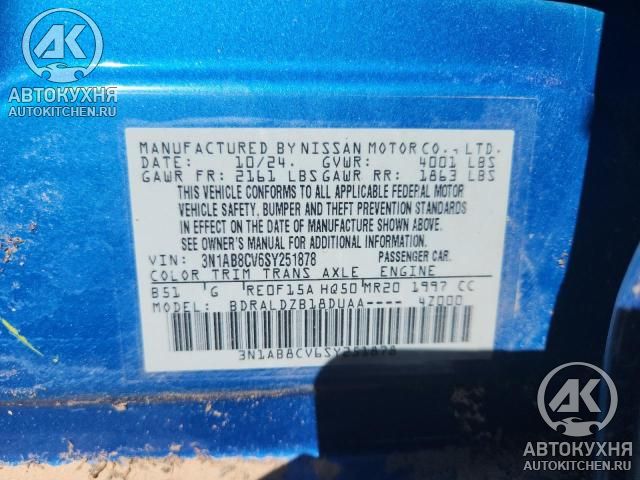 AK
АВТОКУХНЯ
AUTOKITCHEN.RU
MANUFACTURED BY NISSAN MOTOR CO., LTD.
DATE: 10/24 GVWR: 4001 LBS
GAWR FR: 2161 LBS GAWR RR: 1863 LBS
THIS VEHICLE CONFORMS TO ALL APPLICABLE FEDERAL MOTOR
VEHICLE SAFETY, BUMPER AND THEFT PREVENTION STANDARDS
IN EFFECT ON THE DATE OF MANUFACTURE SHOWN ABOVE.
SEE OWNER'S MANUAL FOR ADDITIONAL INFORMATION.
VIN: 3N1AB8CV6SY251878 PASSENGER CAR.
COLOR TRIM TRANS AXLE ENGINE
B51 G RE0F15A HQ50 MR20 1997 CC
MODEL: BDRALDZB18DUAA---- 4Z000
3N1AB8CV6SY251878
AK
АВТОКУХНЯ
AUTOKITCHEN.RU